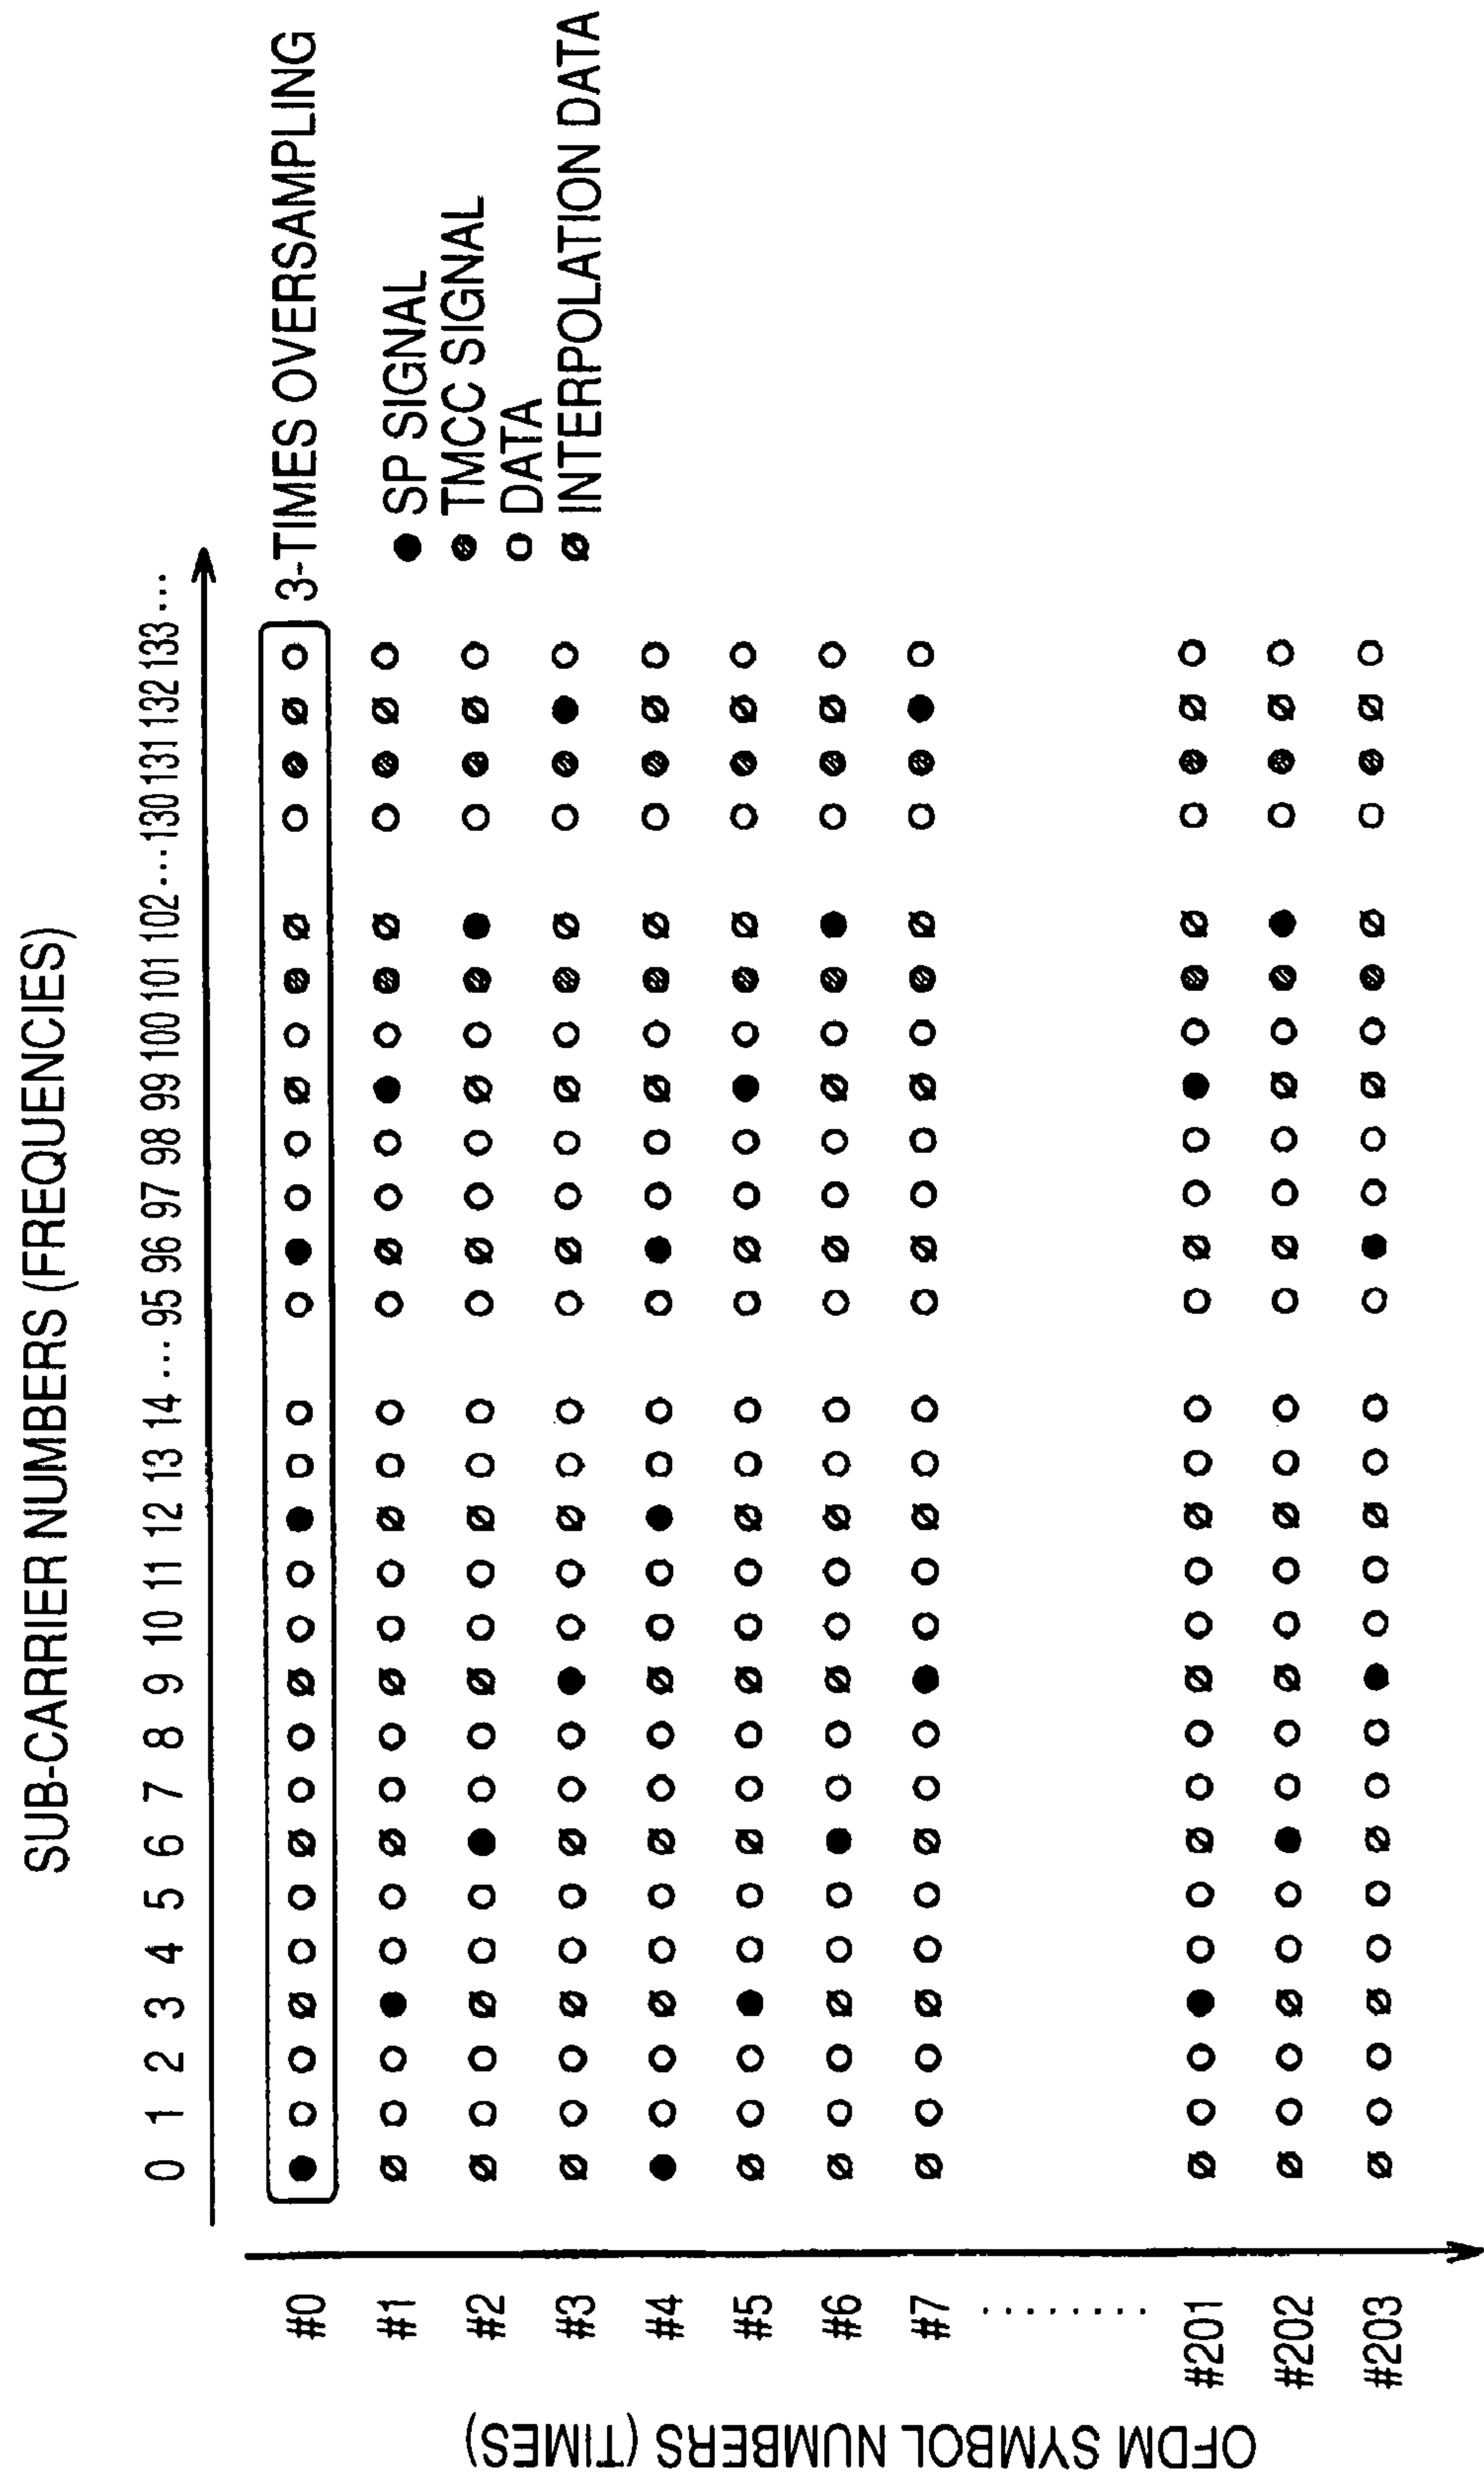 SUB-CARRIER NUMBERS (FREQUENCIES)
0 1 2 3 4 5 6 7 8 9 10 11 12 13 14 ... 95 96 97 98 99 100 101 102 ... 130 131 132 133 ...
3-TIMES OVERSAMPLING
SP SIGNAL
TMCC SIGNAL
DATA
INTERPOLATION DATA
OFDM SYMBOL NUMBERS (TIMES)
#0
#1
#2
#3
#4
#5
#6
#7
........
#201
#202
#203